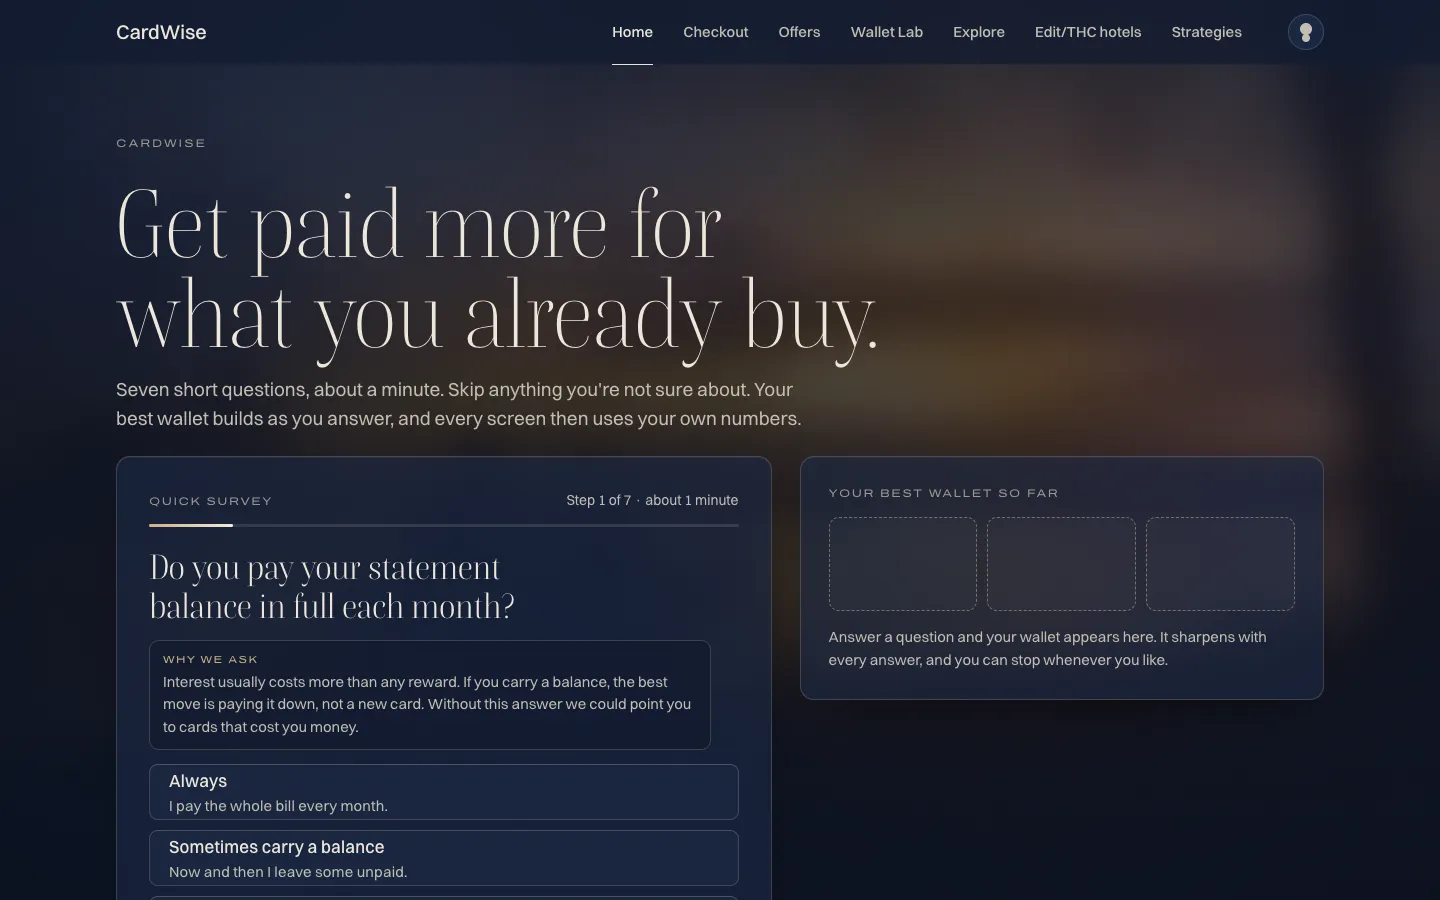 CardWise
Home
Checkout
Offers
Wallet Lab
Explore
Edit/THC hotels
Strategies
CARDWISE
Get paid more for
what you already buy.
Seven short questions, about a minute. Skip anything you're not sure about. Your
best wallet builds as you answer, and every screen then uses your own numbers.
QUICK SURVEY
Step 1 of 7 · about 1 minute
Do you pay your statement
balance in full each month?
WHY WE ASK
Interest usually costs more than any reward. If you carry a balance, the best
move is paying it down, not a new card. Without this answer we could point you
to cards that cost you money.
Always
I pay the whole bill every month.
Sometimes carry a balance
Now and then I leave some unpaid.
YOUR BEST WALLET SO FAR
Answer a question and your wallet appears here. It sharpens with
every answer, and you can stop whenever you like.